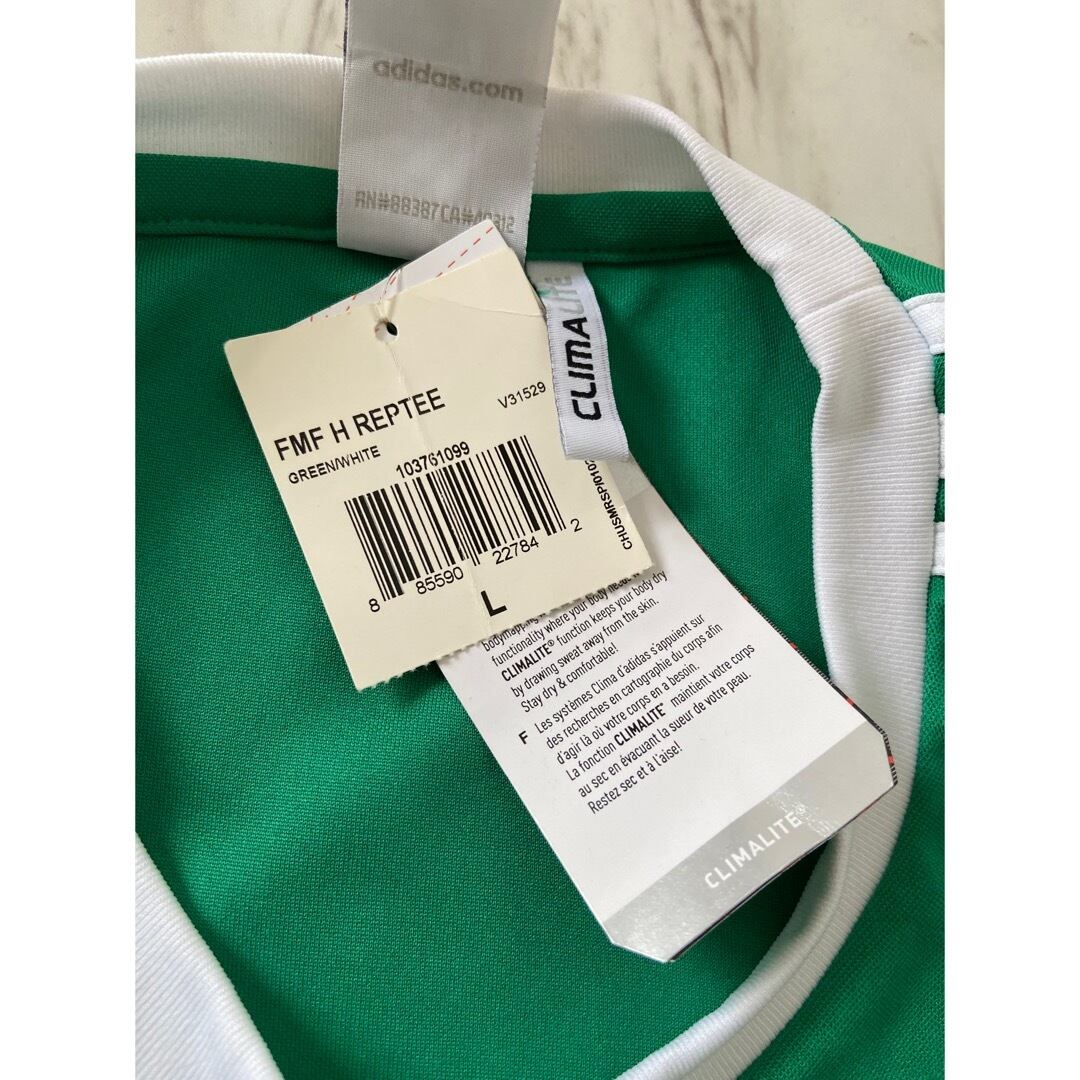 adidas.com
RN#88387CA#40312
CLIMALITE
FMF H REPTEE
V31529
GREEN/WHITE
103761099
8 85590 22784 2
L
CHUSMRSP/010
functionality where your body needs
CLIMALITE® function keeps your body dry
by drawing sweat away from the skin.
Stay dry & comfortable!
F Les systèmes Clima d'adidas s'appuient sur
des recherches en cartographie du corps afin
d'agir là où votre corps en a besoin.
La fonction CLIMALITE® maintient votre corps
au sec en évacuant la sueur de votre peau.
Restez sec et à l'aise!
CLIMALITE®